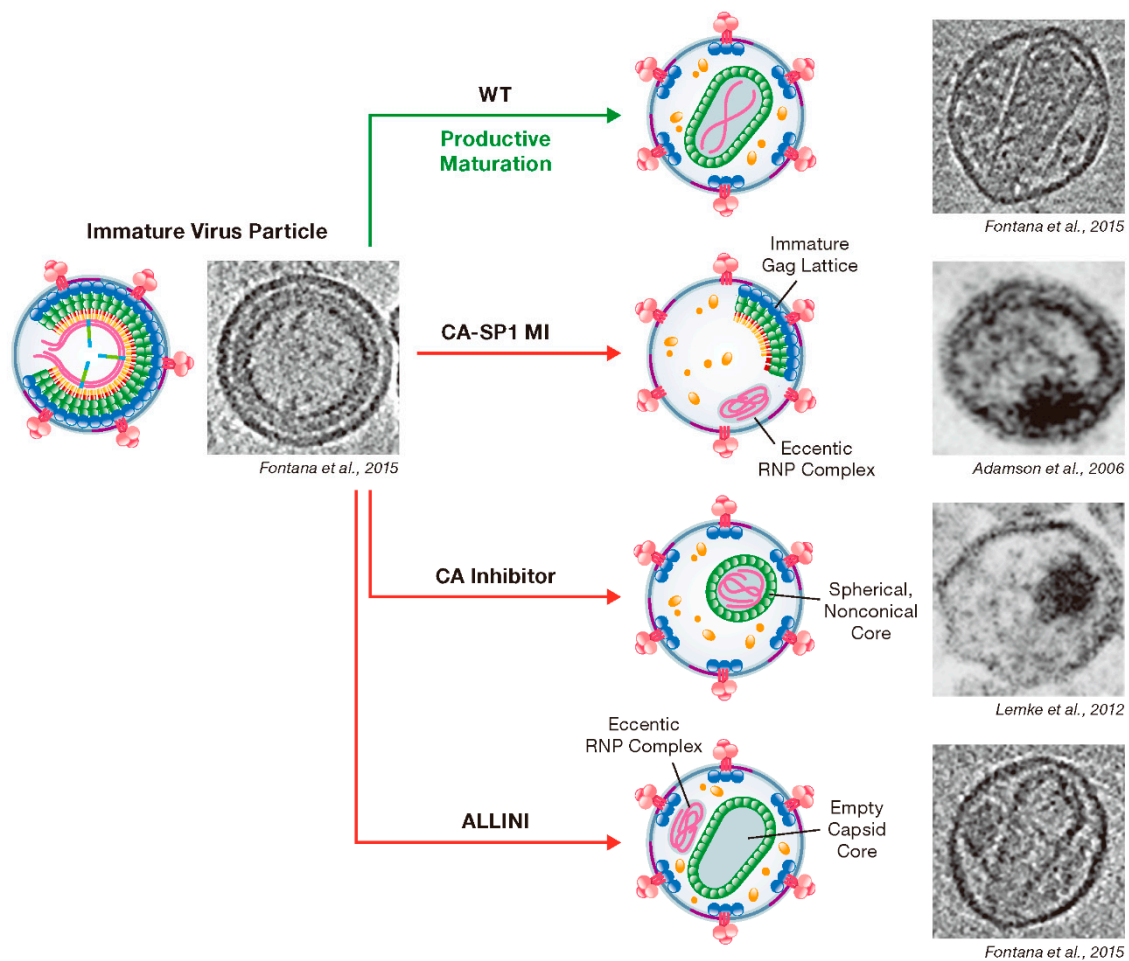 WT
Productive
Maturation
Fontana et al., 2015
Immature Virus Particle
Fontana et al., 2015
CA-SP1 MI
Immature
Gag Lattice
Eccentric
RNP Complex
Adamson et al., 2006
CA Inhibitor
Spherical,
Nonconical
Core
Lemke et al., 2012
Eccentric
RNP Complex
ALLINI
Empty
Capsid
Core
Fontana et al., 2015